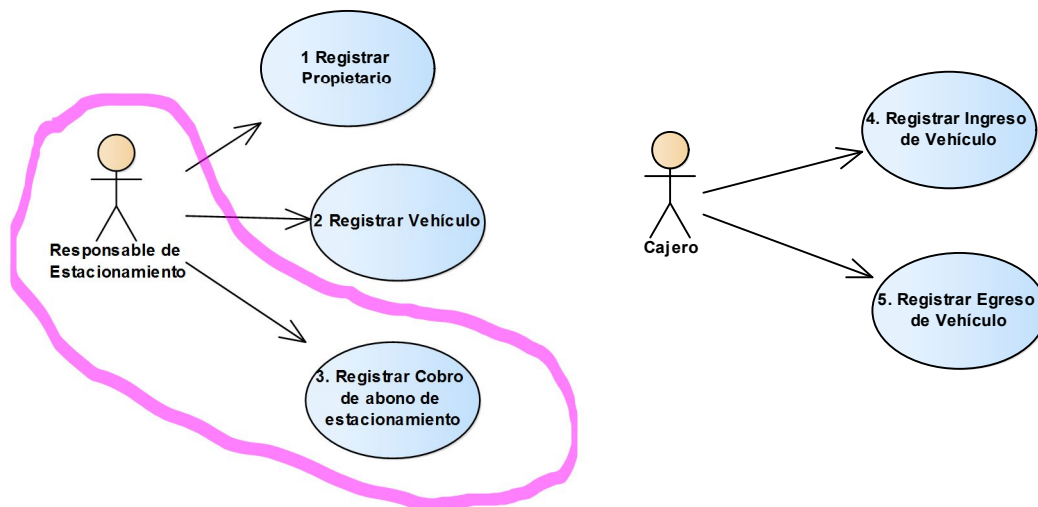 1 Registrar
Propietario
2 Registrar Vehículo
Responsable de
Estacionamiento
3. Registrar Cobro
de abono de
estacionamiento
4. Registrar Ingreso
de Vehículo
Cajero
5. Registrar Egreso
de Vehículo